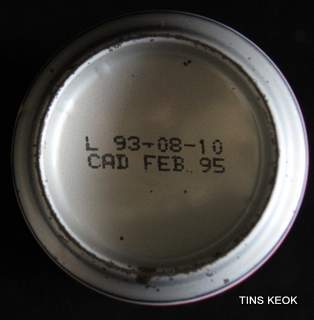 L 93-08-10
CAD FEB. 95
TINS KEOK